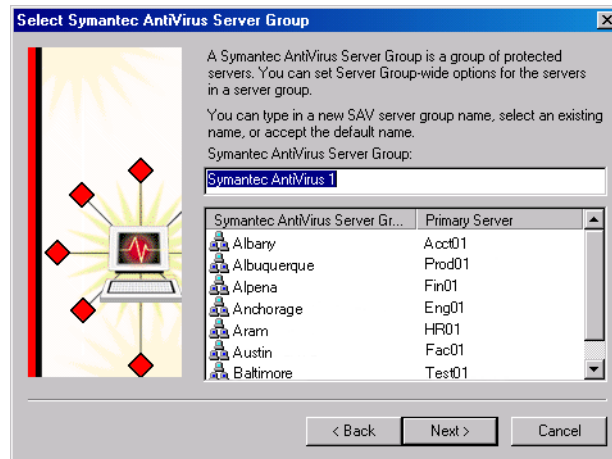 Select Symantec AntiVirus Server Group
A Symantec AntiVirus Server Group is a group of protected
servers. You can set Server Group-wide options for the servers
in a server group.
You can type in a new SAV server group name, select an existing
name, or accept the default name.
Symantec AntiVirus Server Group:
Symantec AntiVirus 1
Symantec AntiVirus Server Gr... Primary Server
Albany Acct01
Albuquerque Prod01
Alpena Fin01
Anchorage Eng01
Aram HR01
Austin Fac01
Baltimore Test01
< Back Next > Cancel